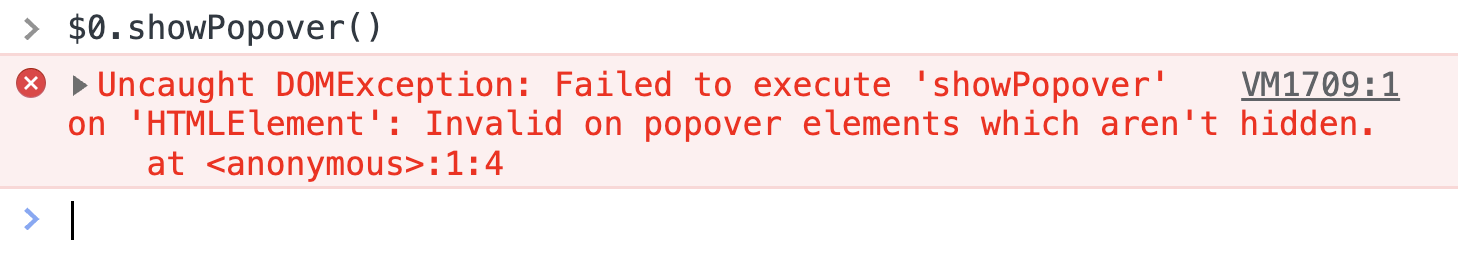 $0.showPopover()
Uncaught DOMException: Failed to execute 'showPopover' VM1709:1
on 'HTMLElement': Invalid on popover elements which aren't hidden.
at <anonymous>:1:4